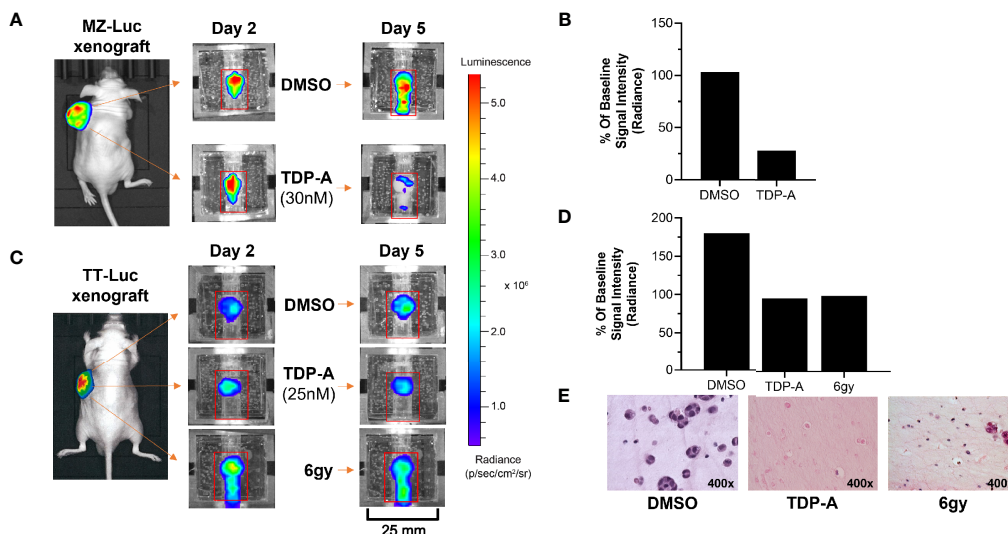 A
MZ-Luc
xenograft
Day 2
Day 5
DMSO
TDP-A
(30nM)
Luminescence
5.0
4.0
3.0
x 10⁶
2.0
1.0
Radiance
(p/sec/cm²/sr)
B
% Of Baseline
Signal Intensity
(Radiance)
150
100
50
0
DMSO
TDP-A
C
TT-Luc
xenograft
Day 2
Day 5
DMSO
TDP-A
(25nM)
6gy
25 mm
D
% Of Baseline
Signal Intensity
(Radiance)
200
150
100
50
0
DMSO
TDP-A
6gy
E
400x
400x
400
DMSO
TDP-A
6gy